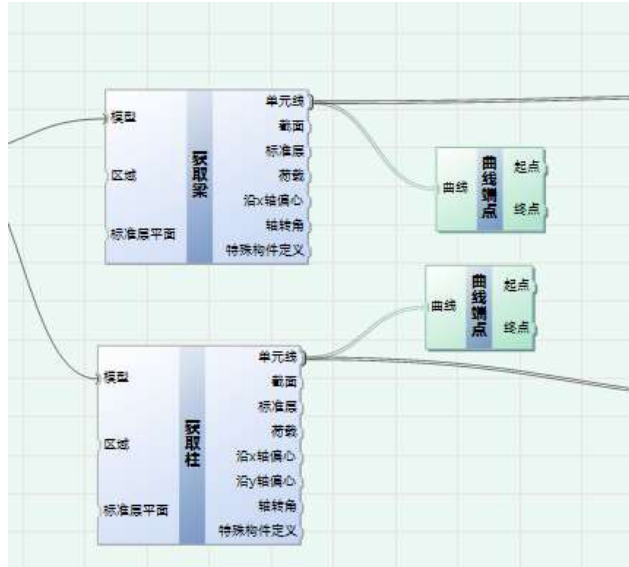 模型
区域
标准层平面
获取梁
单元线
截面
标准层
荷载
沿x轴偏心
轴转角
特殊构件定义
曲线
曲线端点
起点
终点
曲线
曲线端点
起点
终点
模型
区域
标准层平面
获取柱
单元线
截面
标准层
荷载
沿x轴偏心
沿y轴偏心
轴转角
特殊构件定义